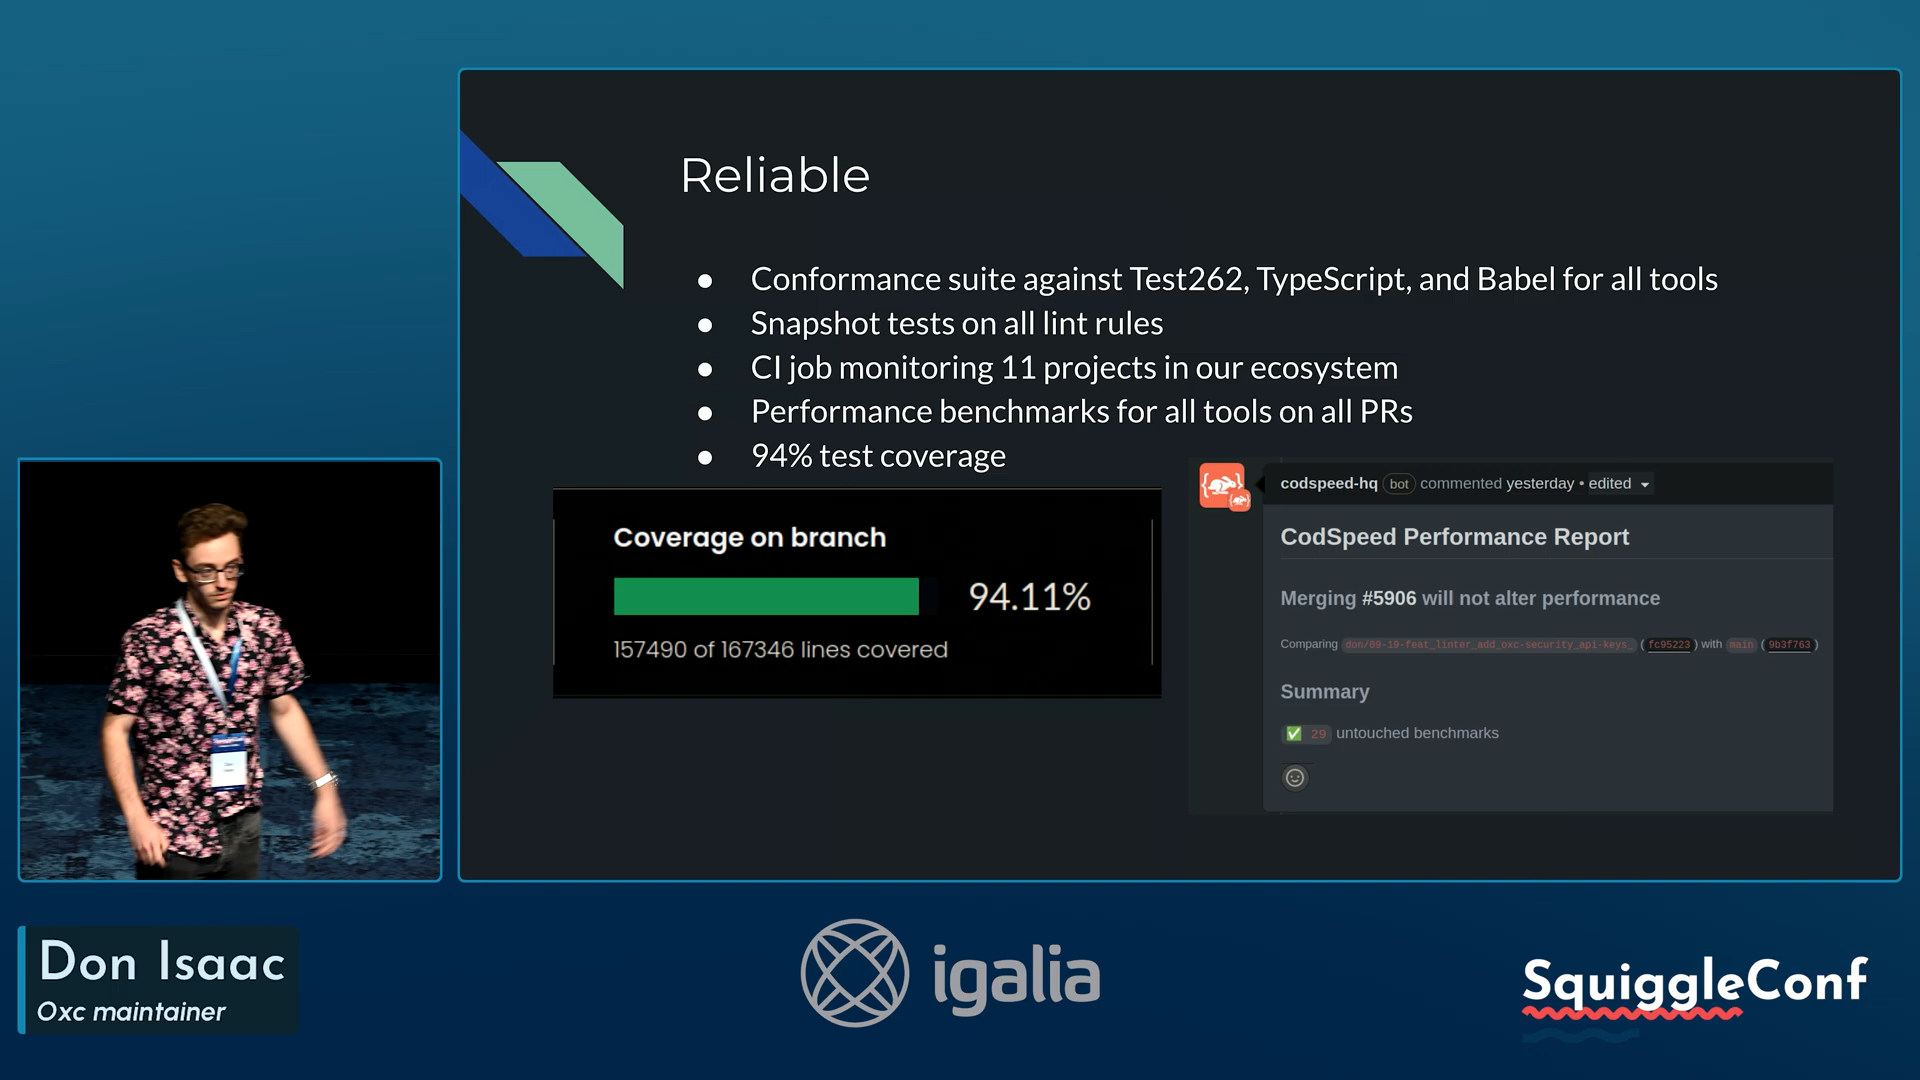 Reliable
● Conformance suite against Test262, TypeScript, and Babel for all tools
● Snapshot tests on all lint rules
● CI job monitoring 11 projects in our ecosystem
● Performance benchmarks for all tools on all PRs
● 94% test coverage
Coverage on branch
94.11%
157490 of 167346 lines covered
codspeed-hq bot commented yesterday • edited
CodSpeed Performance Report
Merging #5906 will not alter performance
Comparing don/09-19-feat_linter_add_oxc-security_api-keys_ (fc95223) with main (9b3f763)
Summary
✅ 29 untouched benchmarks
Don Isaac
Oxc maintainer
igalia
SquiggleConf